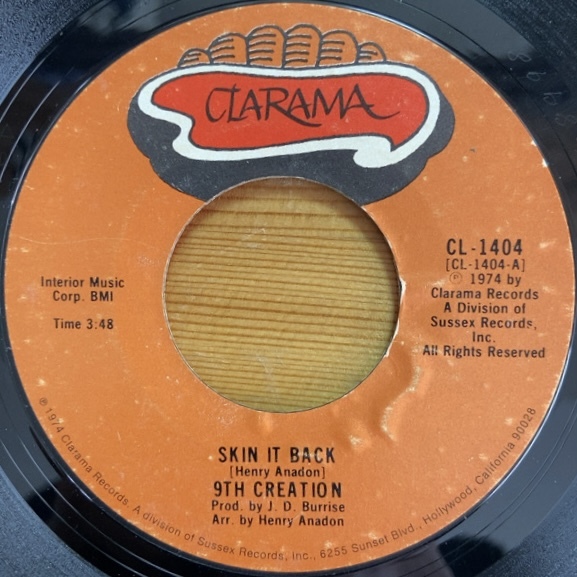 CLARAMA
CL-1404
[CL-1404-A]
℗ 1974 by
Clarama Records
A Division of
Sussex Records,
Inc.
All Rights Reserved
Interior Music
Corp. BMI
Time 3:48
SKIN IT BACK
[Henry Anadon]
9TH CREATION
Prod. by J. D. Burrise
Arr. by Henry Anadon
℗ 1974 Clarama Records. A division of Sussex Records, Inc., 6255 Sunset Blvd., Hollywood, California 90028